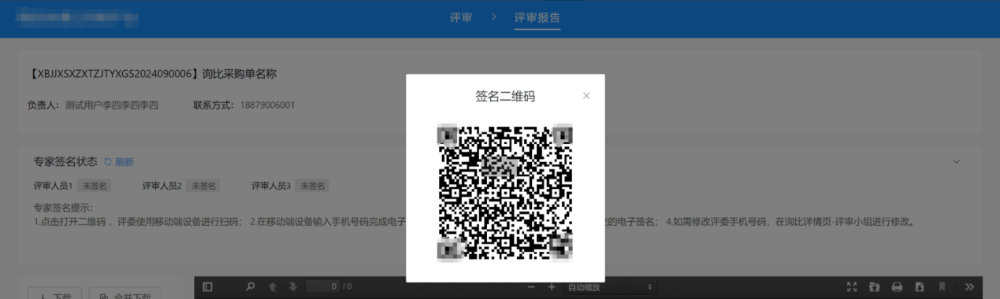 评审 > 评审报告
【XBJJXSXZXTZJTYXGS2024090006】询比采购单名称
负责人：测试用户李四李四李四 联系方式：18879006001
签名二维码
专家签名状态 刷新
评审人员1 未签名 评审人员2 未签名 评审人员3 未签名
专家签名提示：
1.点击打开二维码，评委使用移动端设备进行扫码； 2.在移动端设备输入手机号码完成电子 的电子签名； 4.如需修改评委手机号码，在询比详情页-评审小组进行修改。
下载 合并下载
0 / 0
自动缩放